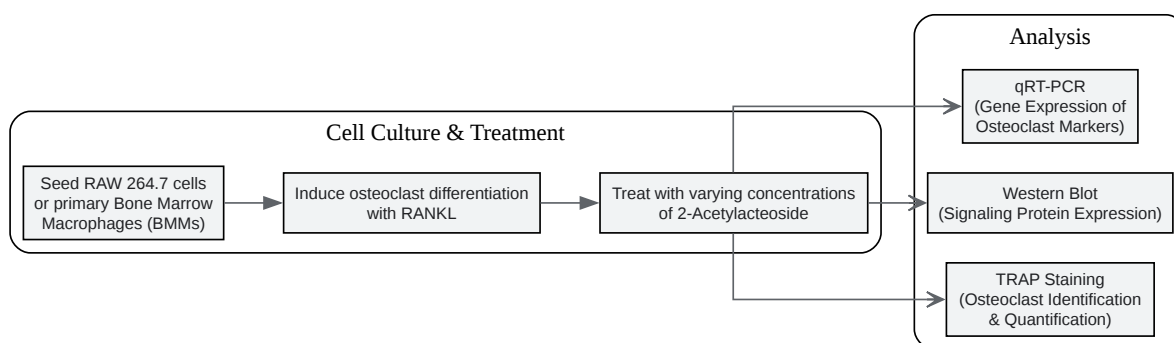 Cell Culture & Treatment
Seed RAW 264.7 cells
or primary Bone Marrow
Macrophages (BMMs)
Induce osteoclast differentiation
with RANKL
Treat with varying concentrations
of 2-Acetylacteoside
Analysis
qRT-PCR
(Gene Expression of
Osteoclast Markers)
Western Blot
(Signaling Protein Expression)
TRAP Staining
(Osteoclast Identification
& Quantification)